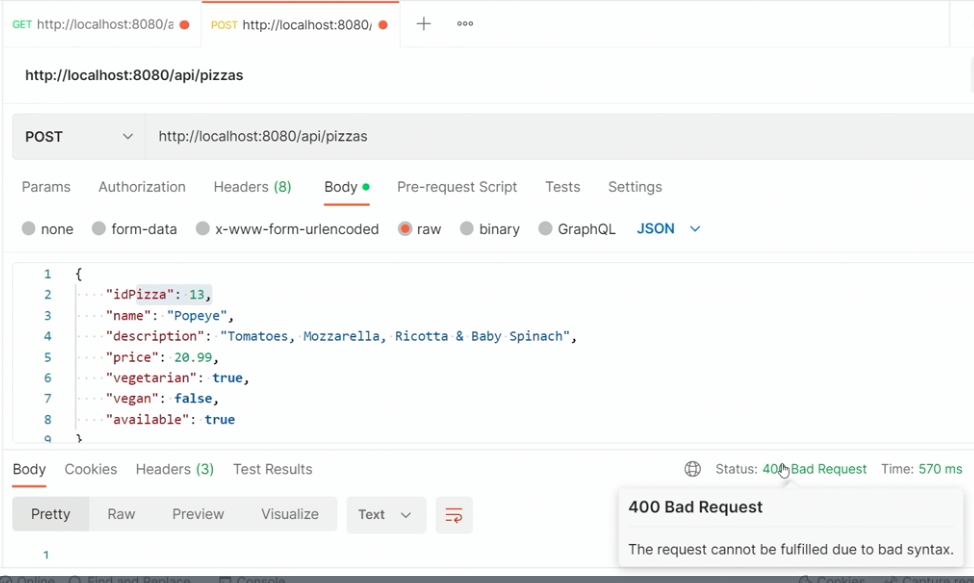 GET http://localhost:8080/a
POST http://localhost:8080/
http://localhost:8080/api/pizzas
POST http://localhost:8080/api/pizzas
Params Authorization Headers (8) Body Pre-request Script Tests Settings
none form-data x-www-form-urlencoded raw binary GraphQL JSON
1 {
2 "idPizza": 13,
3 "name": "Popeye",
4 "description": "Tomatoes, Mozzarella, Ricotta & Baby Spinach",
5 "price": 20.99,
6 "vegetarian": true,
7 "vegan": false,
8 "available": true
9 }
Body Cookies Headers (3) Test Results Status: 400 Bad Request Time: 570 ms
Pretty Raw Preview Visualize Text
400 Bad Request
The request cannot be fulfilled due to bad syntax.
1
Online Find and Replace Console Cookies Capture